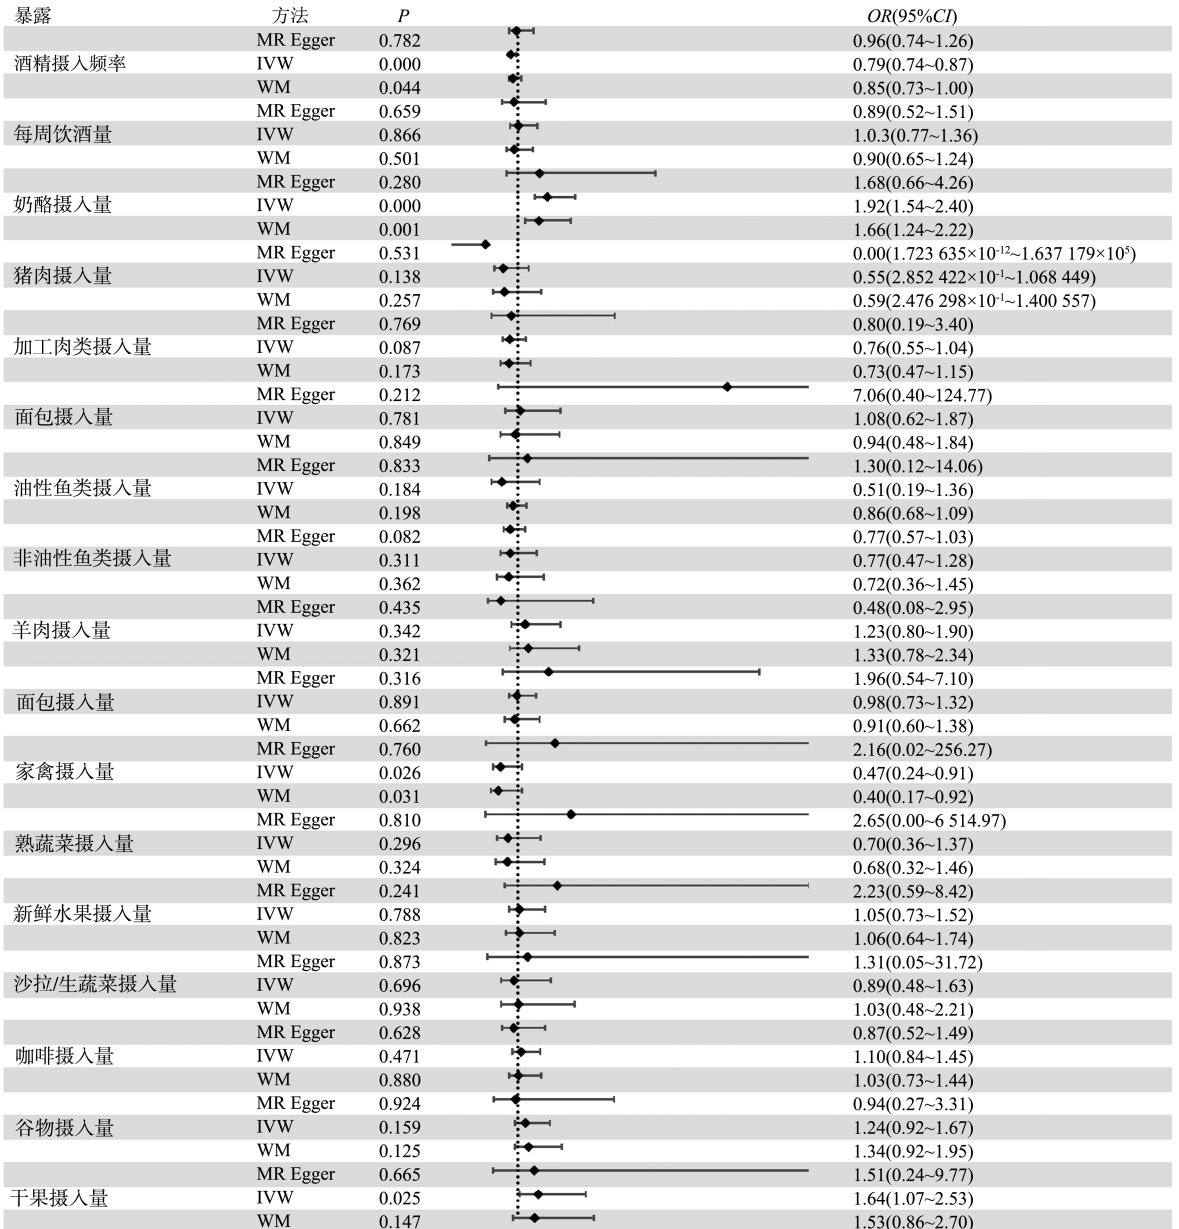 暴露 方法 P OR(95%CI)
MR Egger 0.782 0.96(0.74~1.26)
酒精摄入频率 IVW 0.000 0.79(0.74~0.87)
WM 0.044 0.85(0.73~1.00)
MR Egger 0.659 0.89(0.52~1.51)
每周饮酒量 IVW 0.866 1.0.3(0.77~1.36)
WM 0.501 0.90(0.65~1.24)
MR Egger 0.280 1.68(0.66~4.26)
奶酪摄入量 IVW 0.000 1.92(1.54~2.40)
WM 0.001 1.66(1.24~2.22)
MR Egger 0.531 0.00(1.723 635×10⁻¹²~1.637 179×10⁵)
猪肉摄入量 IVW 0.138 0.55(2.852 422×10⁻¹~1.068 449)
WM 0.257 0.59(2.476 298×10⁻¹~1.400 557)
MR Egger 0.769 0.80(0.19~3.40)
加工肉类摄入量 IVW 0.087 0.76(0.55~1.04)
WM 0.173 0.73(0.47~1.15)
MR Egger 0.212 7.06(0.40~124.77)
面包摄入量 IVW 0.781 1.08(0.62~1.87)
WM 0.849 0.94(0.48~1.84)
MR Egger 0.833 1.30(0.12~14.06)
油性鱼类摄入量 IVW 0.184 0.51(0.19~1.36)
WM 0.198 0.86(0.68~1.09)
MR Egger 0.082 0.77(0.57~1.03)
非油性鱼类摄入量 IVW 0.311 0.77(0.47~1.28)
WM 0.362 0.72(0.36~1.45)
MR Egger 0.435 0.48(0.08~2.95)
羊肉摄入量 IVW 0.342 1.23(0.80~1.90)
WM 0.321 1.33(0.78~2.34)
MR Egger 0.316 1.96(0.54~7.10)
面包摄入量 IVW 0.891 0.98(0.73~1.32)
WM 0.662 0.91(0.60~1.38)
MR Egger 0.760 2.16(0.02~256.27)
家禽摄入量 IVW 0.026 0.47(0.24~0.91)
WM 0.031 0.40(0.17~0.92)
MR Egger 0.810 2.65(0.00~6 514.97)
熟蔬菜摄入量 IVW 0.296 0.70(0.36~1.37)
WM 0.324 0.68(0.32~1.46)
MR Egger 0.241 2.23(0.59~8.42)
新鲜水果摄入量 IVW 0.788 1.05(0.73~1.52)
WM 0.823 1.06(0.64~1.74)
MR Egger 0.873 1.31(0.05~31.72)
沙拉/生蔬菜摄入量 IVW 0.696 0.89(0.48~1.63)
WM 0.938 1.03(0.48~2.21)
MR Egger 0.628 0.87(0.52~1.49)
咖啡摄入量 IVW 0.471 1.10(0.84~1.45)
WM 0.880 1.03(0.73~1.44)
MR Egger 0.924 0.94(0.27~3.31)
谷物摄入量 IVW 0.159 1.24(0.92~1.67)
WM 0.125 1.34(0.92~1.95)
MR Egger 0.665 1.51(0.24~9.77)
干果摄入量 IVW 0.025 1.64(1.07~2.53)
WM 0.147 1.53(0.86~2.70)